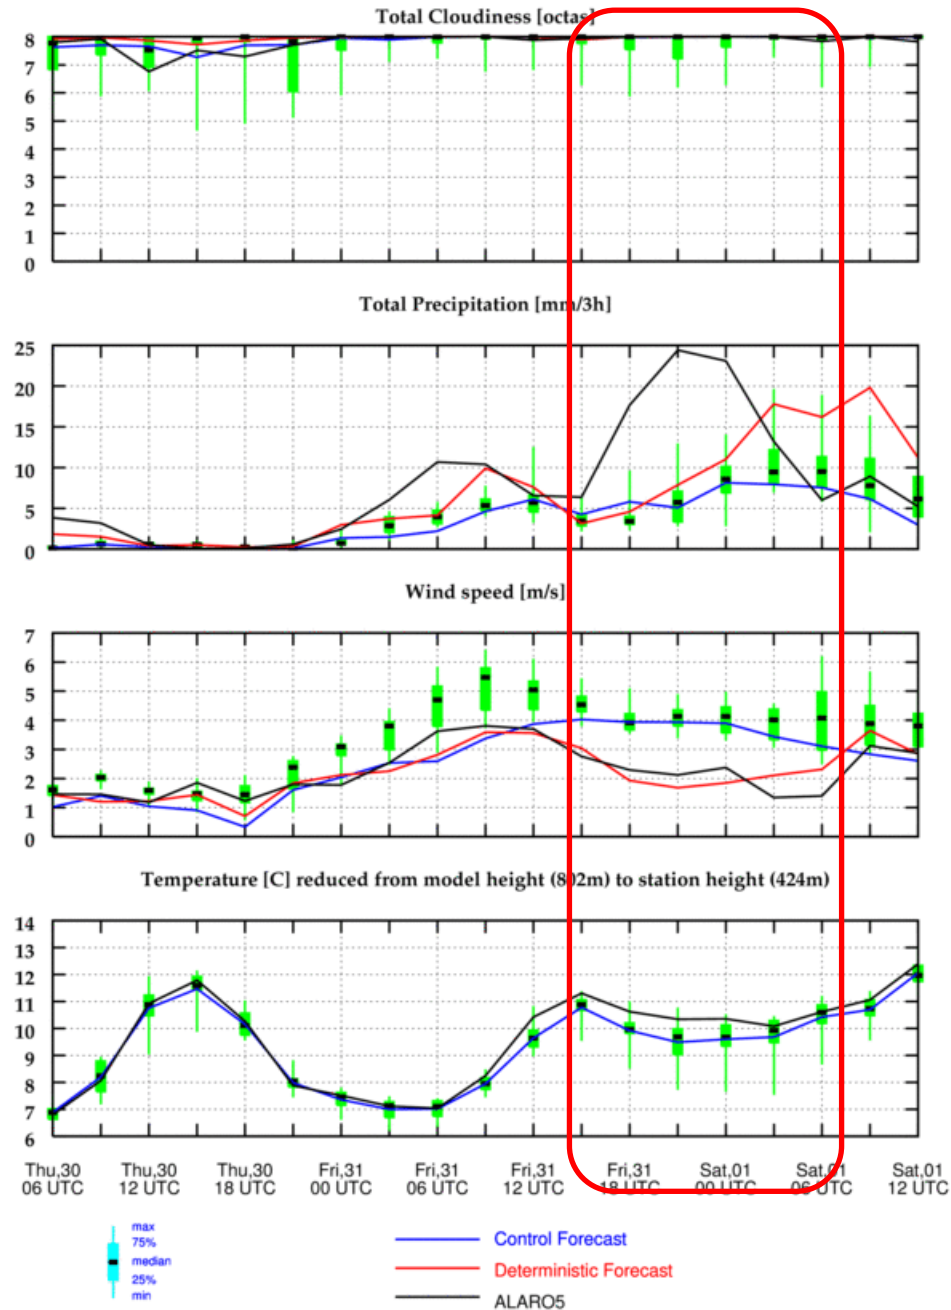 Total Cloudiness [octas]
8
7
6
5
4
3
2
1
0
Total Precipitation [mm/3h]
25
20
15
10
5
0
Wind speed [m/s]
7
6
5
4
3
2
1
0
Temperature [C] reduced from model height (802m) to station height (424m)
14
13
12
11
10
9
8
7
6
Thu,30 Thu,30 Thu,30 Fri,31 Fri,31 Fri,31 Fri,31 Sat,01 Sat,01 Sat,01
06 UTC 12 UTC 18 UTC 00 UTC 06 UTC 12 UTC 18 UTC 00 UTC 06 UTC 12 UTC
max
75%
median
25%
min
Control Forecast
Deterministic Forecast
ALARO5